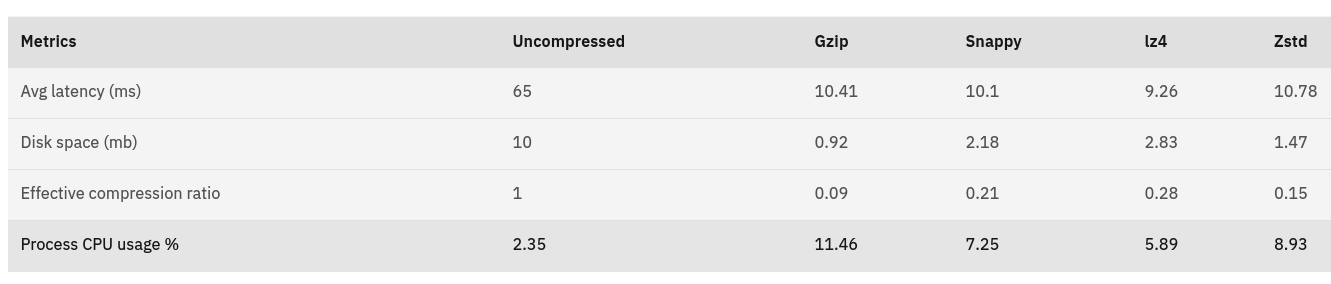 Metrics Uncompressed Gzip Snappy lz4 Zstd
Avg latency (ms) 65 10.41 10.1 9.26 10.78
Disk space (mb) 10 0.92 2.18 2.83 1.47
Effective compression ratio 1 0.09 0.21 0.28 0.15
Process CPU usage % 2.35 11.46 7.25 5.89 8.93